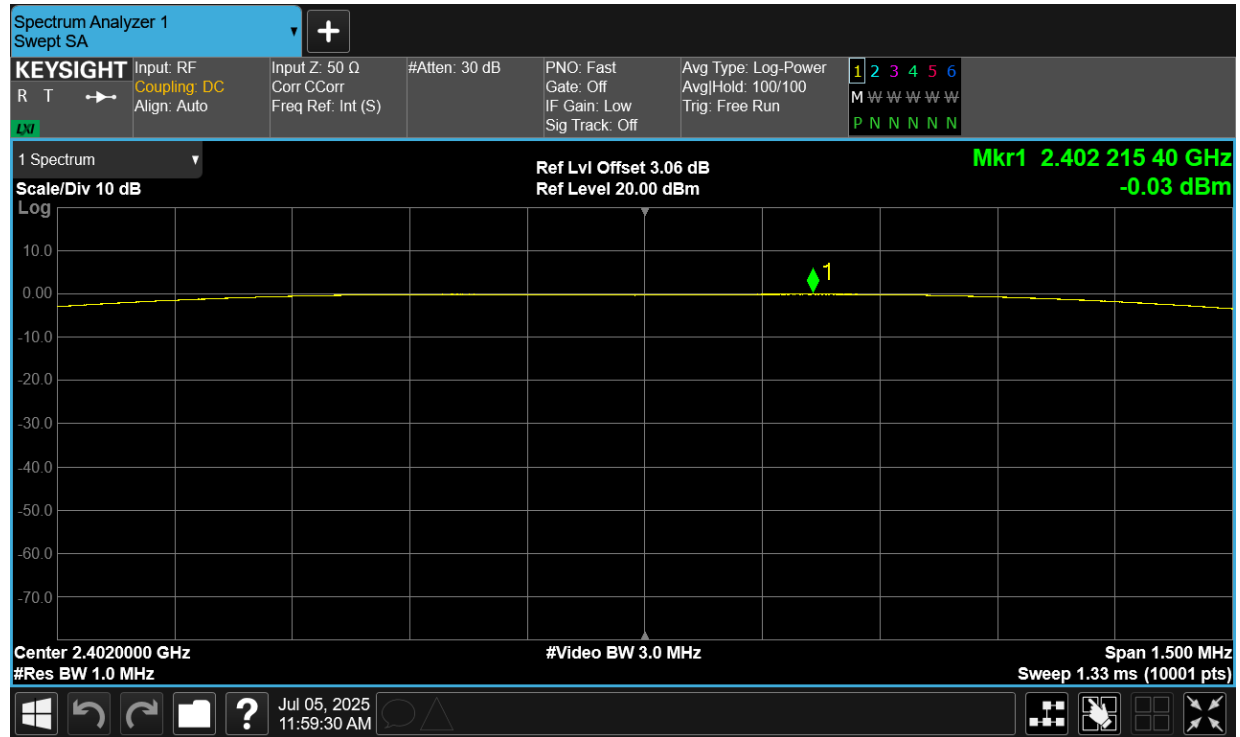 Spectrum Analyzer 1
Swept SA
+
KEYSIGHT
R T
LXI
Input: RF
Coupling: DC
Align: Auto
Input Z: 50 Ω
Corr CCorr
Freq Ref: Int (S)
#Atten: 30 dB
PNO: Fast
Gate: Off
IF Gain: Low
Sig Track: Off
Avg Type: Log-Power
Avg|Hold: 100/100
Trig: Free Run
1 2 3 4 5 6
M W W W W W
P N N N N N
1 Spectrum
Scale/Div 10 dB
Log
Ref Lvl Offset 3.06 dB
Ref Level 20.00 dBm
Mkr1 2.402 215 40 GHz
-0.03 dBm
10.0
0.00
-10.0
-20.0
-30.0
-40.0
-50.0
-60.0
-70.0
1
Center 2.4020000 GHz
#Res BW 1.0 MHz
#Video BW 3.0 MHz
Span 1.500 MHz
Sweep 1.33 ms (10001 pts)
?
Jul 05, 2025
11:59:30 AM